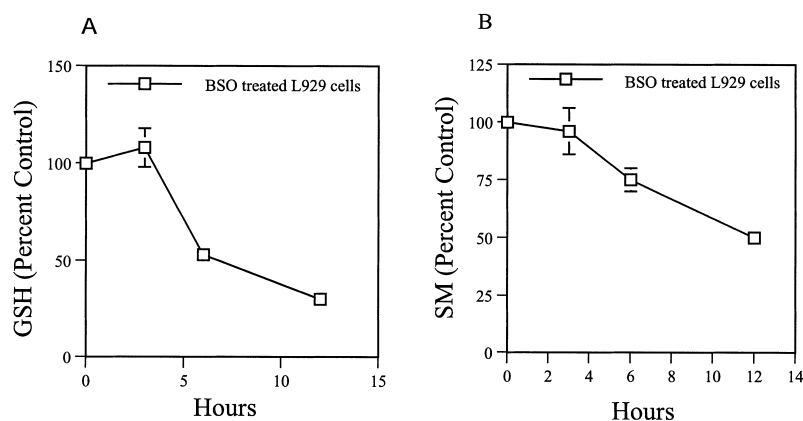 A
150
100
50
0
GSH (Percent Control)
BSO treated L929 cells
0 5 10 15
Hours
B
125
100
75
50
25
0
SM (Percent Control)
BSO treated L929 cells
0 2 4 6 8 10 12 14
Hours